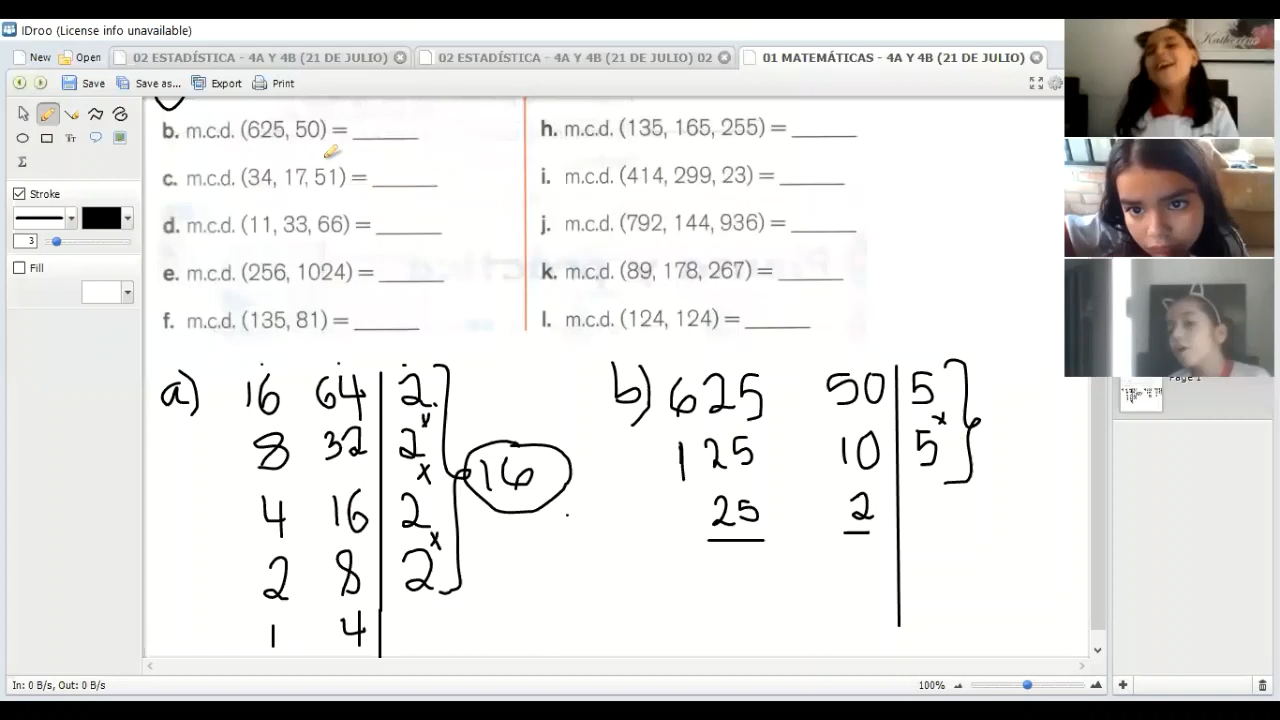 IDroo (License info unavailable)
New Open 02 ESTADÍSTICA - 4A Y 4B (21 DE JULIO) 02 ESTADÍSTICA - 4A Y 4B (21 DE JULIO) 02 01 MATEMÁTICAS - 4A Y 4B (21 DE JULIO)
Save Save as... Export Print
Katherine
Tr
Σ
Stroke
3
Fill
b. m.c.d. (625, 50) = ______
c. m.c.d. (34, 17, 51) = ______
d. m.c.d. (11, 33, 66) = ______
e. m.c.d. (256, 1024) = ______
f. m.c.d. (135, 81) = ______
h. m.c.d. (135, 165, 255) = ______
i. m.c.d. (414, 299, 23) = ______
j. m.c.d. (792, 144, 936) = ______
k. m.c.d. (89, 178, 267) = ______
l. m.c.d. (124, 124) = ______
a) 16 64 | 2
x
8 32 | 2
x
4 16 | 2
x
2 8 | 2
1 4 |
16
b) 625 50 | 5
x
125 10 | 5
25 2 |
Page 1
In: 0 B/s, Out: 0 B/s
100%